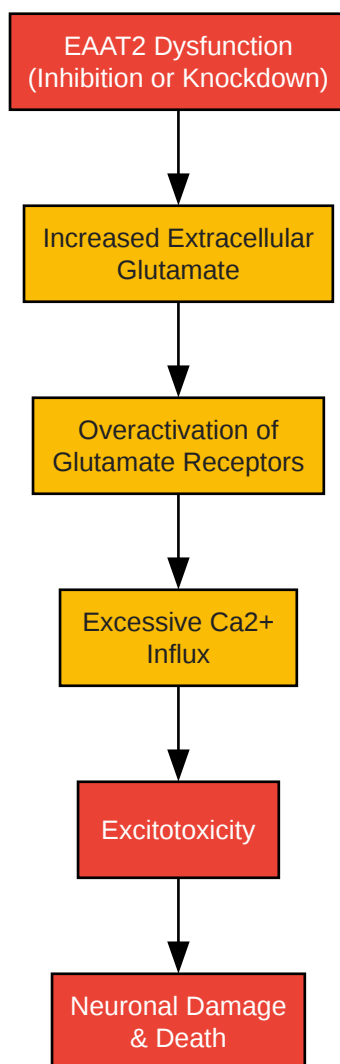 EAAT2 Dysfunction
(Inhibition or Knockdown)
Increased Extracellular
Glutamate
Overactivation of
Glutamate Receptors
Excessive Ca2+
Influx
Excitotoxicity
Neuronal Damage
& Death